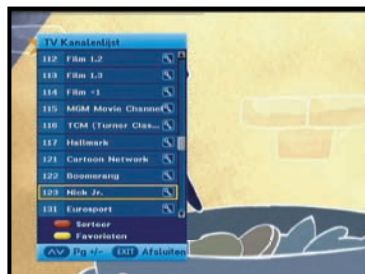 TV Kanalenlijst
112 Film 1.2
113 Film 1.3
114 Film +1
115 MGM Movie Channel
116 TCM (Turner Clas...
117 Hallmark
121 Cartoon Network
122 Boomerang
123 Nick Jr.
131 Eurosport
Sorteer
Favorieten
Pg +/- EXIT Afsluiten